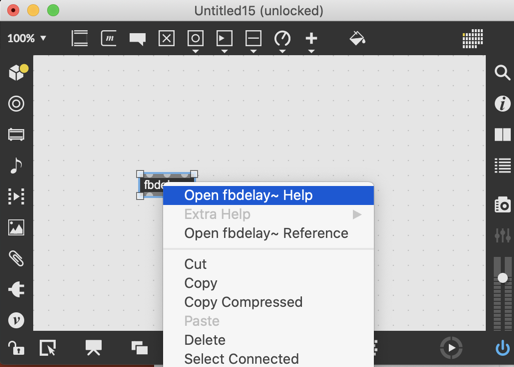 Untitled15 (unlocked)
100%
m
i
Open fbdelay~ Help
Extra Help
Open fbdelay~ Reference
Cut
Copy
Copy Compressed
Paste
Delete
Select Connected
v